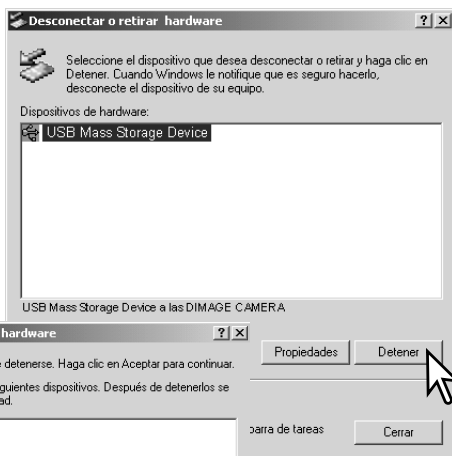 Desconectar o retirar hardware
Seleccione el dispositivo que desea desconectar o retirar y haga clic en
Detener. Cuando Windows le notifique que es seguro hacerlo,
desconecte el dispositivo de su equipo.
Dispositivos de hardware:
USB Mass Storage Device
USB Mass Storage Device a las DIMAGE CAMERA
hardware
Propiedades
Detener
detenerse. Haga clic en Aceptar para continuar.
guientes dispositivos. Después de detenerlos se
ad.
barra de tareas
Cerrar